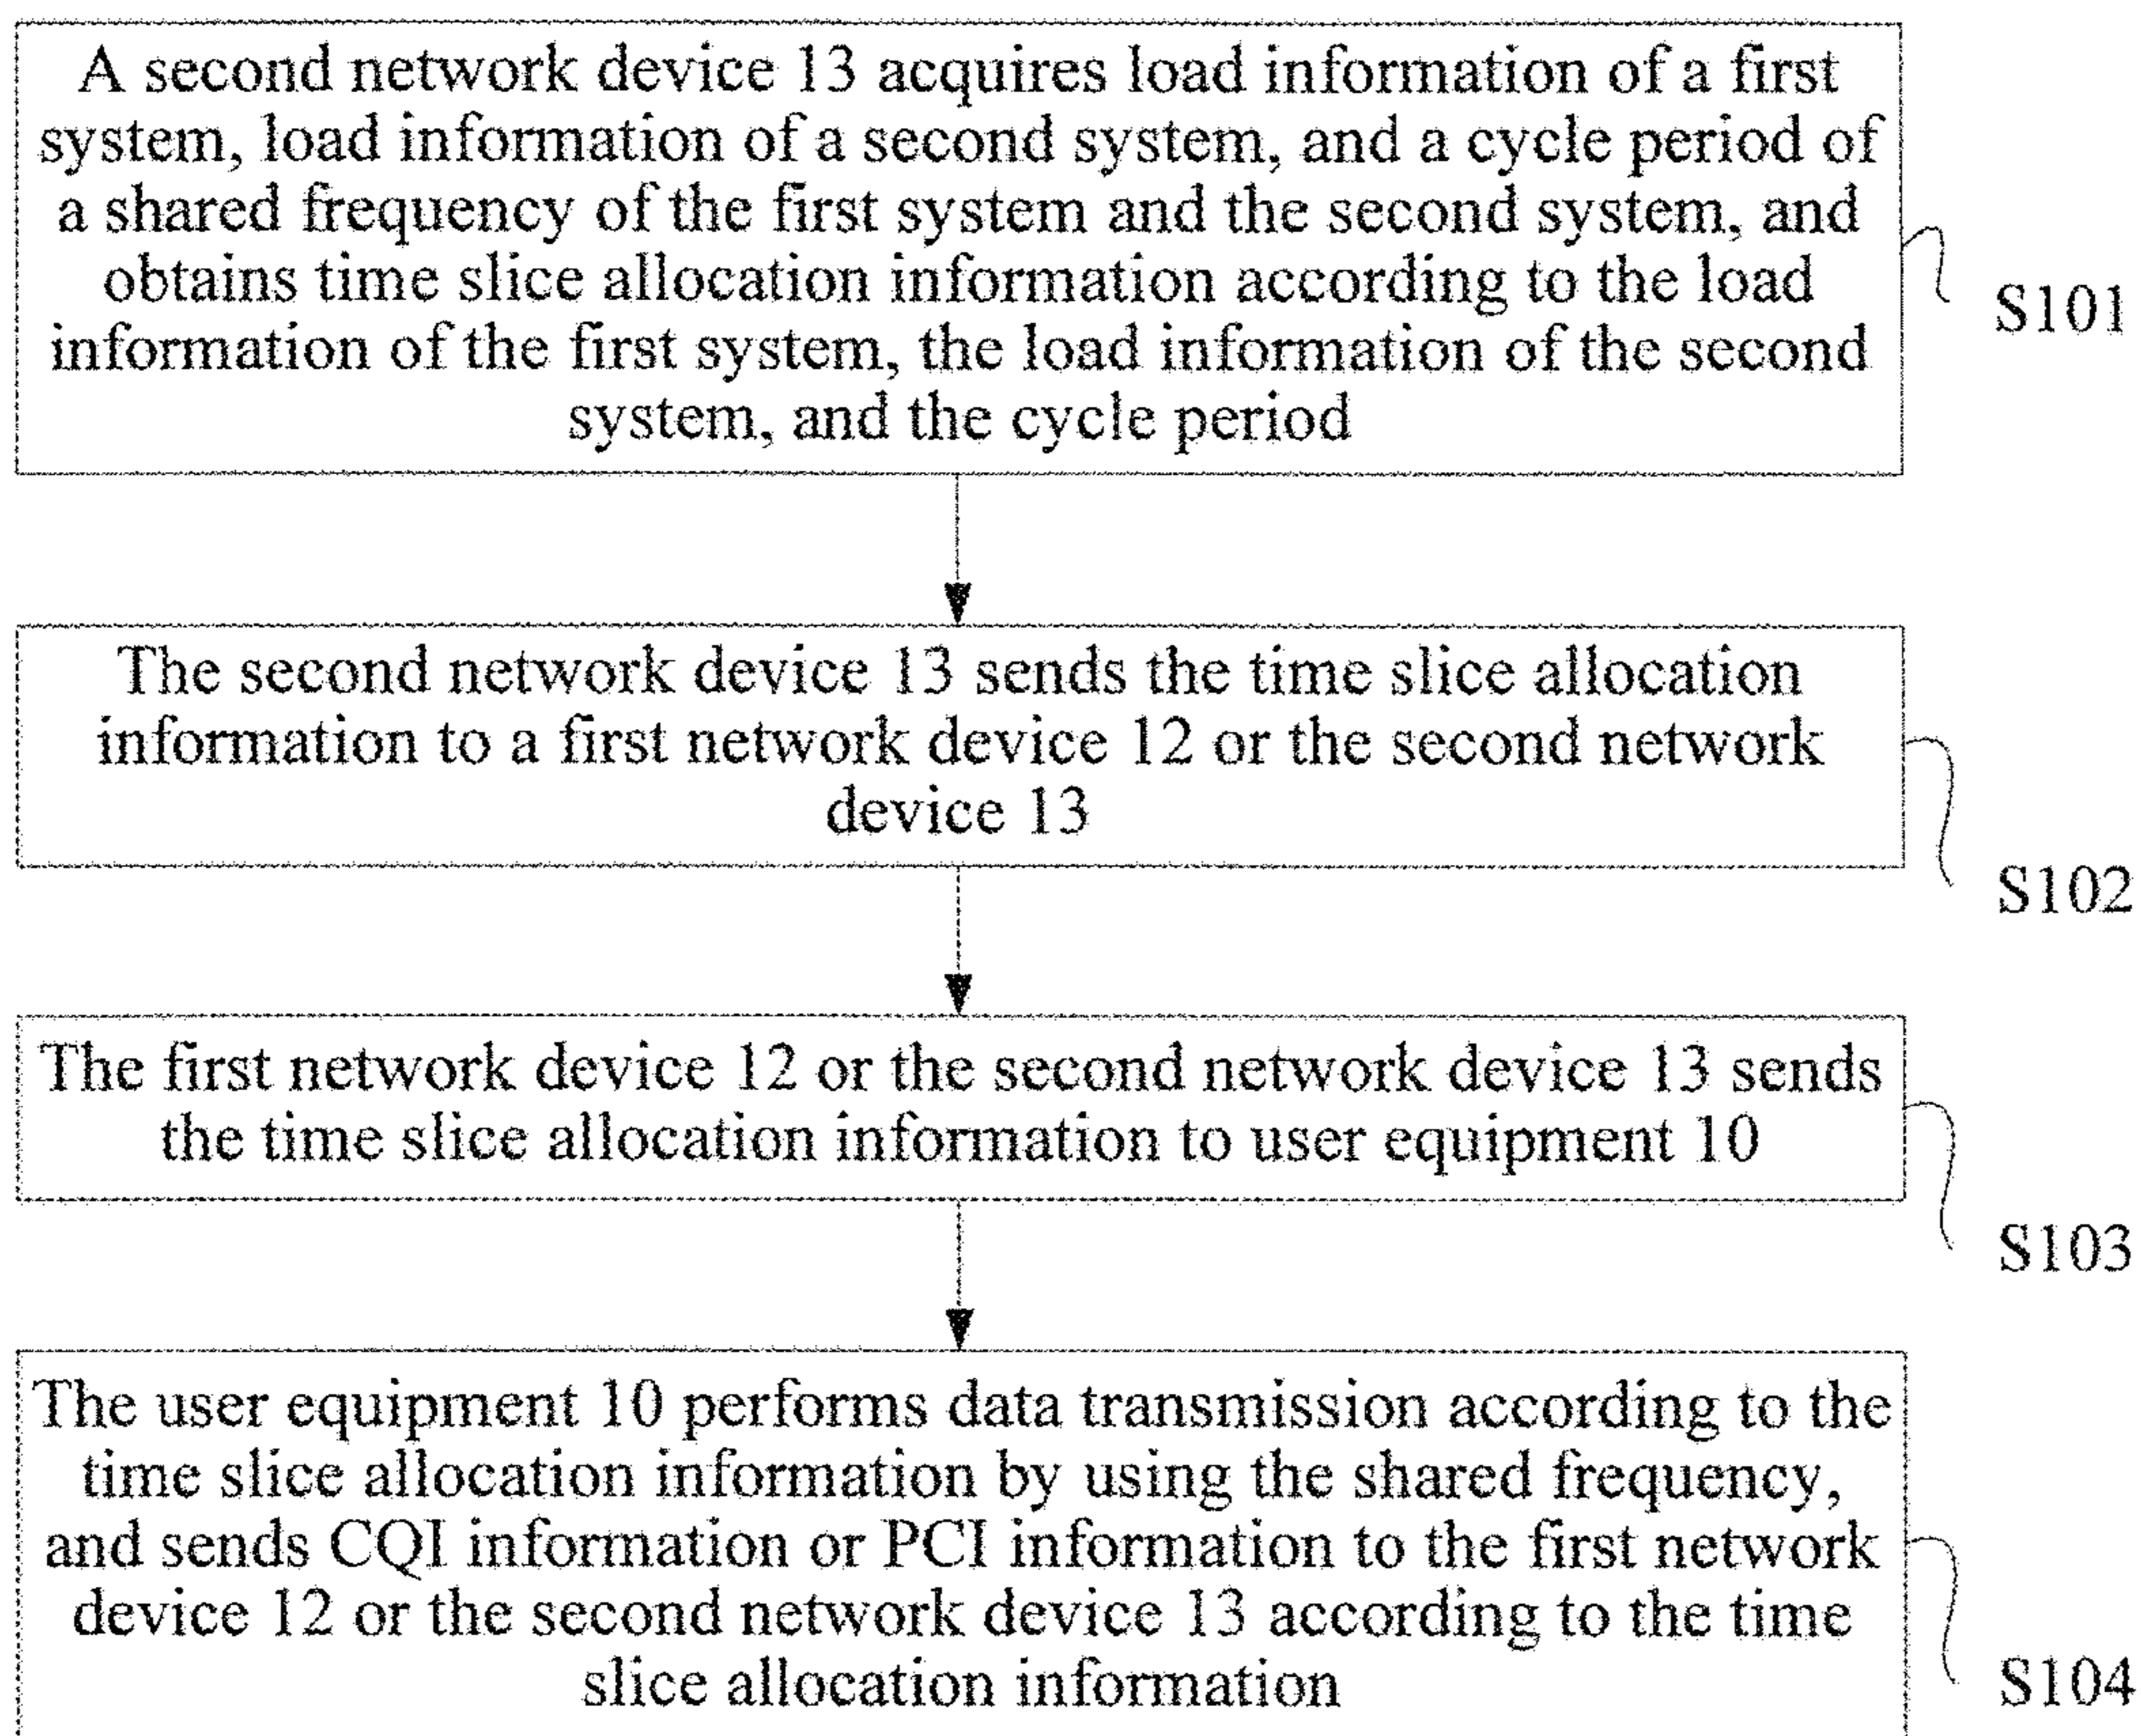 A second network device 13 acquires load information of a first
system, load information of a second system, and a cycle period of
a shared frequency of the first system and the second system, and
obtains time slice allocation information according to the load
information of the first system, the load information of the second
system, and the cycle period
S101
The second network device 13 sends the time slice allocation
information to a first network device 12 or the second network
device 13
S102
The first network device 12 or the second network device 13 sends
the time slice allocation information to user equipment 10
S103
The user equipment 10 performs data transmission according to the
time slice allocation information by using the shared frequency,
and sends CQI information or PCI information to the first network
device 12 or the second network device 13 according to the time
slice allocation information
S104